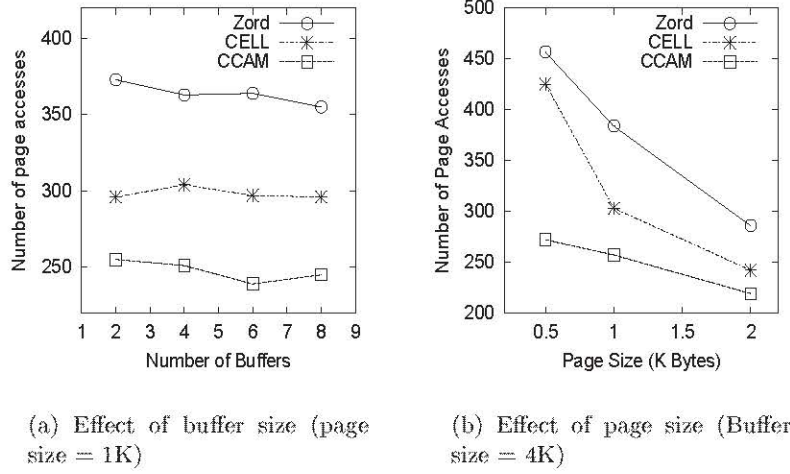 Zord
CELL
CCAM
400
350
300
250
Number of page accesses
1 2 3 4 5 6 7 8 9
Number of Buffers
(a) Effect of buffer size (page
size = 1K)
Zord
CELL
CCAM
500
450
400
350
300
250
200
Number of Page Accesses
0.5 1 1.5 2
Page Size (K Bytes)
(b) Effect of page size (Buffer
size = 4K)